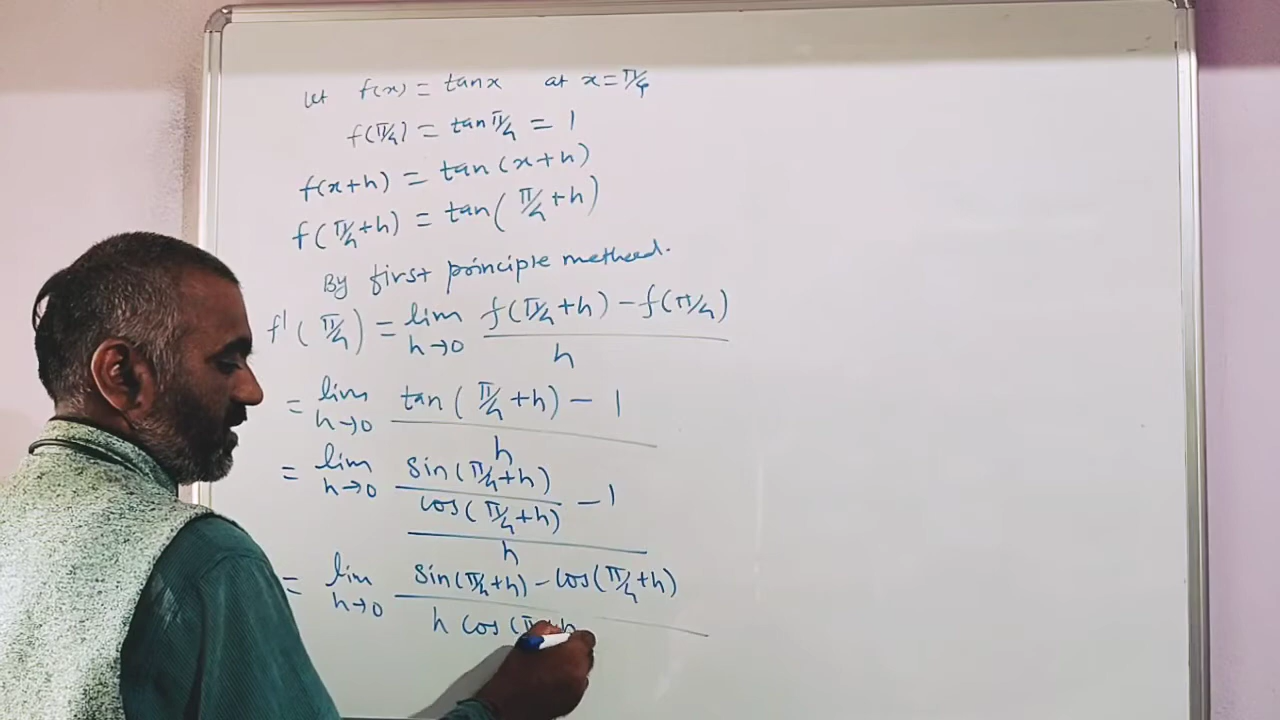 Let f(x) = tanx at x = π/4
f(π/4) = tan π/4 = 1
f(x+h) = tan(x+h)
f(π/4+h) = tan(π/4+h)
By first principle method.
f'(π/4) = lim h→0 f(π/4+h) - f(π/4) / h
= lim h→0 tan(π/4+h) - 1 / h
= lim h→0 sin(π/4+h) / cos(π/4+h) - 1 / h
= lim h→0 sin(π/4+h) - cos(π/4+h) / h cos(